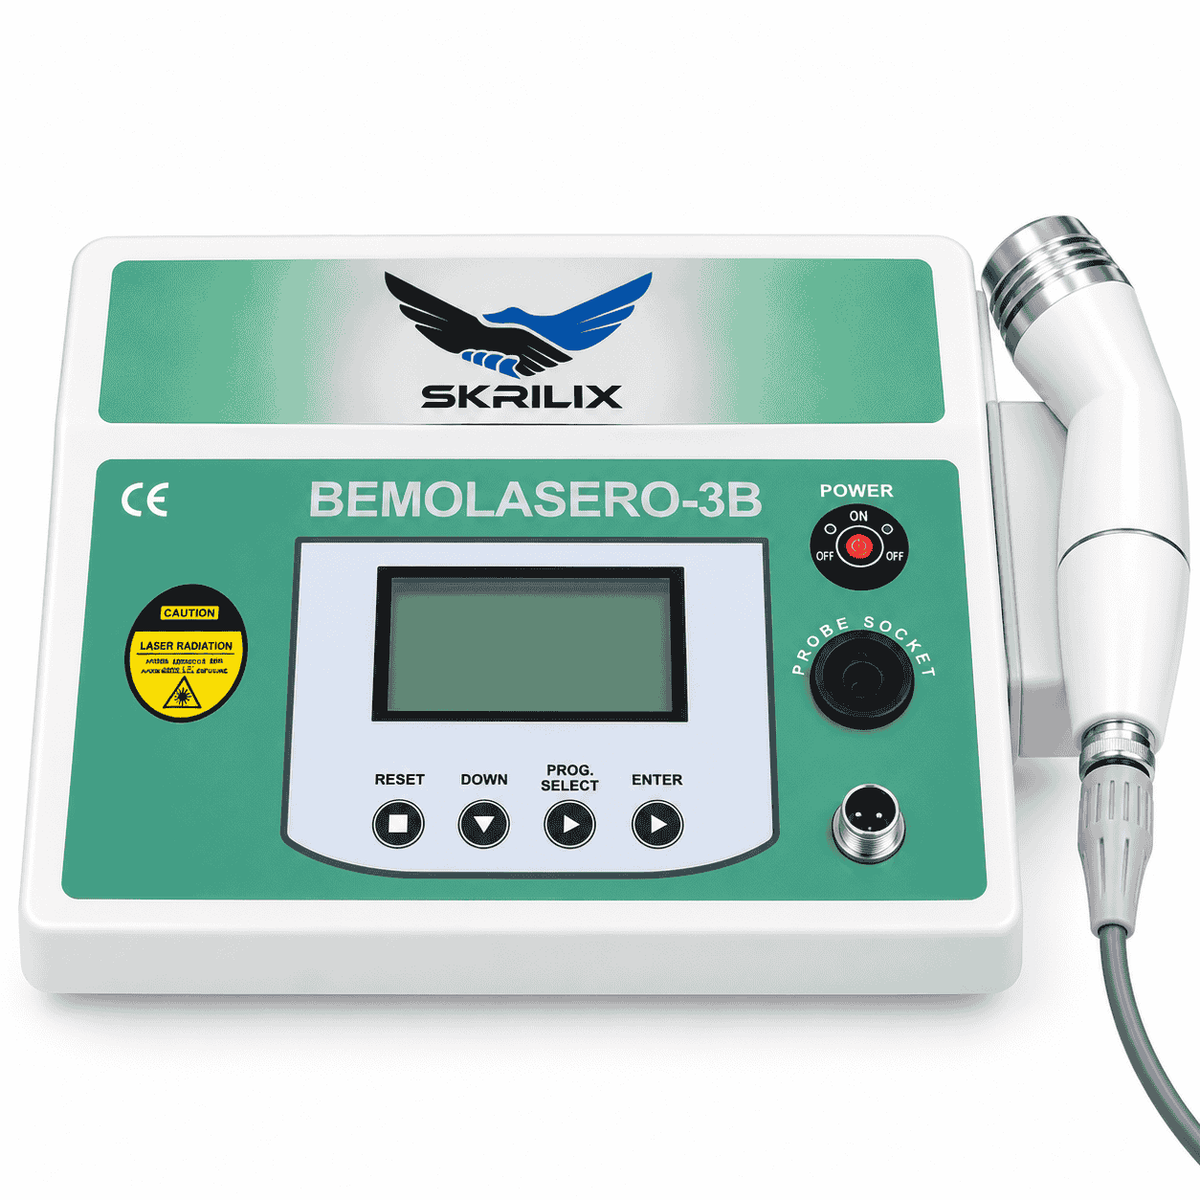 SKRILIX
CE
BEMOLASERO-3B
POWER
ON
OFF
OFF
PROBE SOCKET
CAUTION
LASER RADIATION
RESET
DOWN
PROG.
SELECT
ENTER